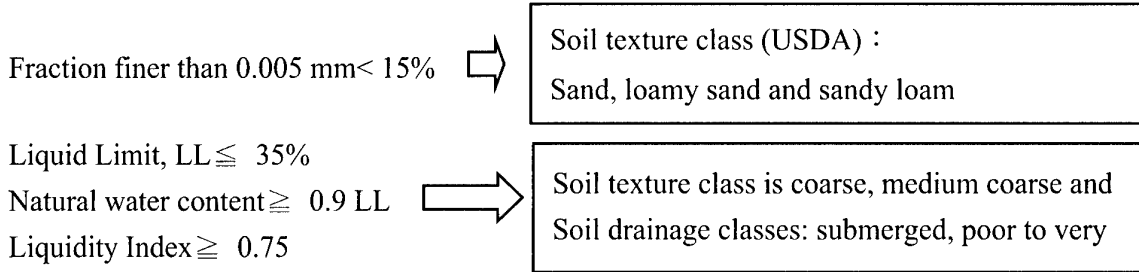 Fraction finer than 0.005 mm< 15%
Soil texture class (USDA)：
Sand, loamy sand and sandy loam
Liquid Limit, LL≦ 35%
Natural water content≧ 0.9 LL
Liquidity Index≧ 0.75
Soil texture class is coarse, medium coarse and
Soil drainage classes: submerged, poor to very